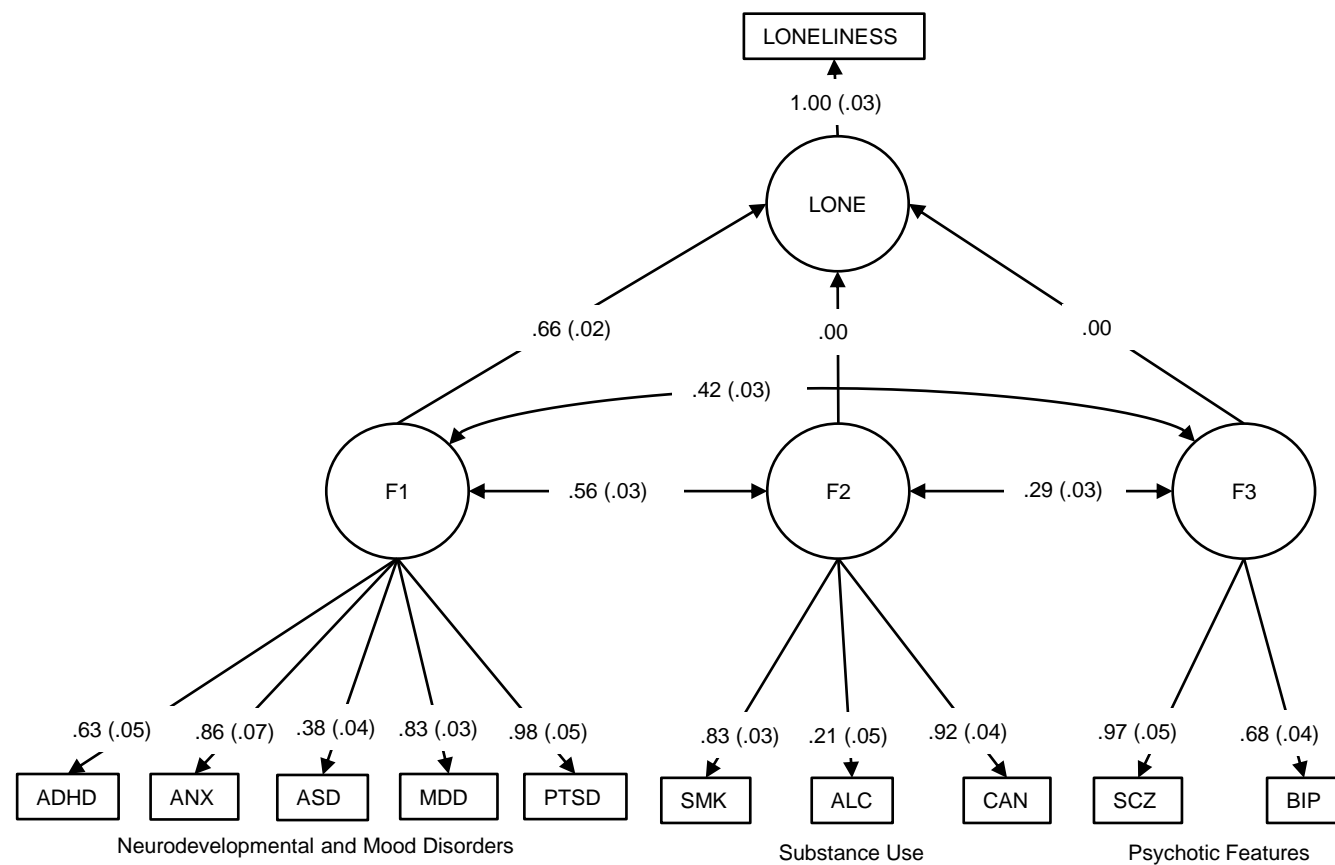 LONELINESS
1.00 (.03)
LONE
.66 (.02)
.00
.00
.42 (.03)
F1
.56 (.03)
F2
.29 (.03)
F3
.63 (.05)
.86 (.07)
.38 (.04)
.83 (.03)
.98 (.05)
.83 (.03)
.21 (.05)
.92 (.04)
.97 (.05)
.68 (.04)
ADHD
ANX
ASD
MDD
PTSD
SMK
ALC
CAN
SCZ
BIP
Neurodevelopmental and Mood Disorders
Substance Use
Psychotic Features